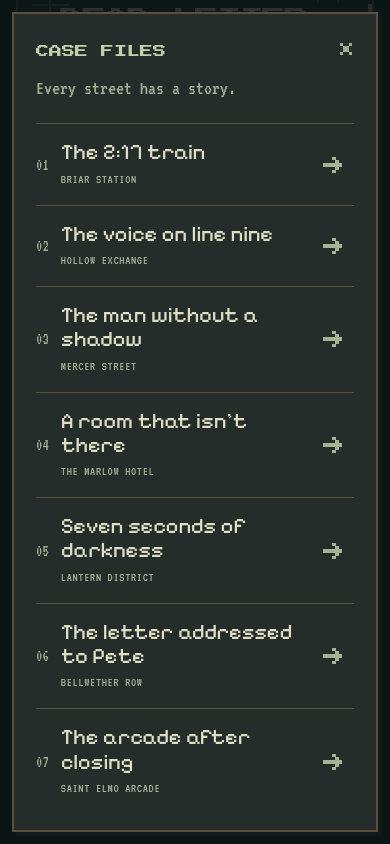 CASE FILES
Every street has a story.
01
The 2:17 train
BRIAR STATION
02
The voice on line nine
HOLLOW EXCHANGE
03
The man without a
shadow
MERCER STREET
04
A room that isn't
there
THE MARLOW HOTEL
05
Seven seconds of
darkness
LANTERN DISTRICT
06
The letter addressed
to Pete
BELLWETHER ROW
07
The arcade after
closing
SAINT ELMO ARCADE